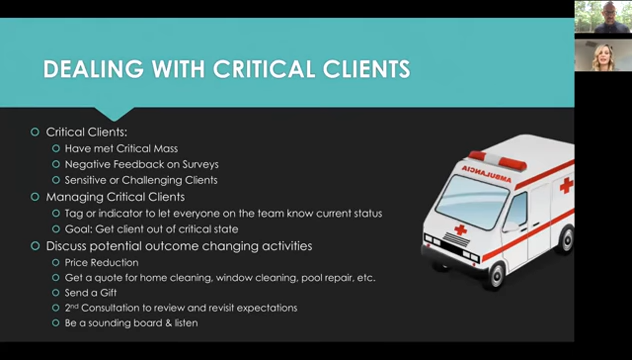 DEALING WITH CRITICAL CLIENTS
Critical Clients:
Have met Critical Mass
Negative Feedback on Surveys
Sensitive or Challenging Clients
Managing Critical Clients
Tag or indicator to let everyone on the team know current status
Goal: Get client out of critical state
Discuss potential outcome changing activities
Price Reduction
Get a quote for home cleaning, window cleaning, pool repair, etc.
Send a Gift
2nd Consultation to review and revisit expectations
Be a sounding board & listen
AMBULANCIA